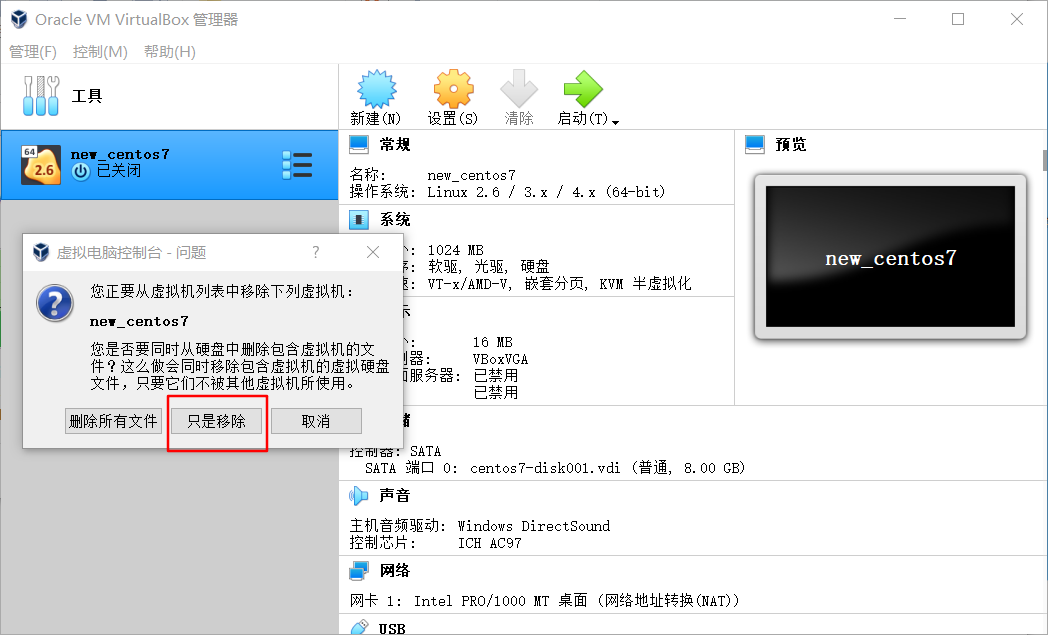 Oracle VM VirtualBox 管理器
管理(F) 控制(M) 帮助(H)
工具
新建(N) 设置(S) 清除 启动(T)
64
2.6
new_centos7
已关闭
常规
名称: new_centos7
操作系统: Linux 2.6 / 3.x / 4.x (64-bit)
预览
new_centos7
系统
1024 MB
软驱, 光驱, 硬盘
VT-x/AMD-V, 嵌套分页, KVM 半虚拟化
虚拟电脑控制台 - 问题
?
您正要从虚拟机列表中移除下列虚拟机：
new_centos7
您是否要同时从硬盘中删除包含虚拟机的文
件？这么做会同时移除包含虚拟机的虚拟硬盘
文件，只要它们不被其他虚拟机所使用。
删除所有文件 只是移除 取消
示
16 MB
VBoxVGA
服务器: 已禁用
已禁用
控制器: SATA
SATA 端口 0: centos7-disk001.vdi (普通, 8.00 GB)
声音
主机音频驱动: Windows DirectSound
控制芯片: ICH AC97
网络
网卡 1: Intel PRO/1000 MT 桌面 (网络地址转换(NAT))
USB